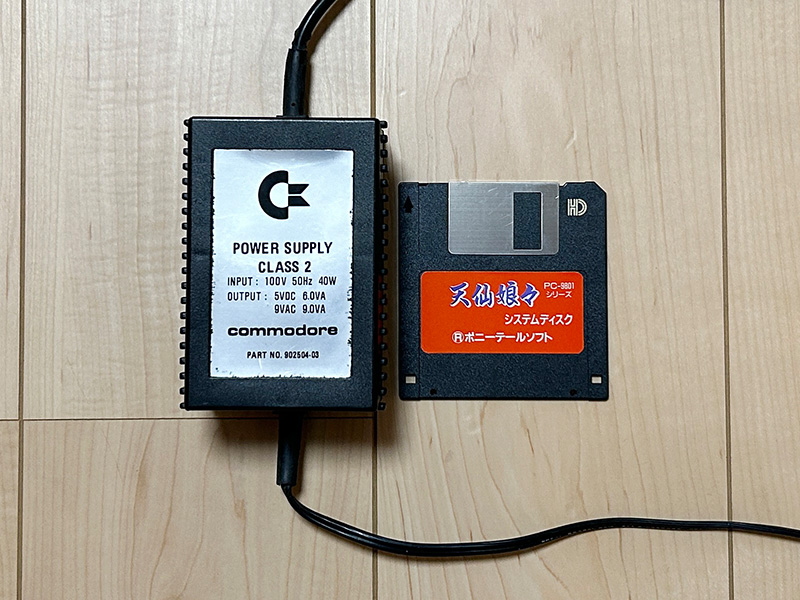 POWER SUPPLY
CLASS 2
INPUT : 100V 50Hz 40W
OUTPUT : 5VDC 6.0VA
9VAC 9.0VA
commodore
PART NO. 902504-03
HD
天仙娘々
PC-9801
シリーズ
システムディスク
Ⓡポニーテールソフト